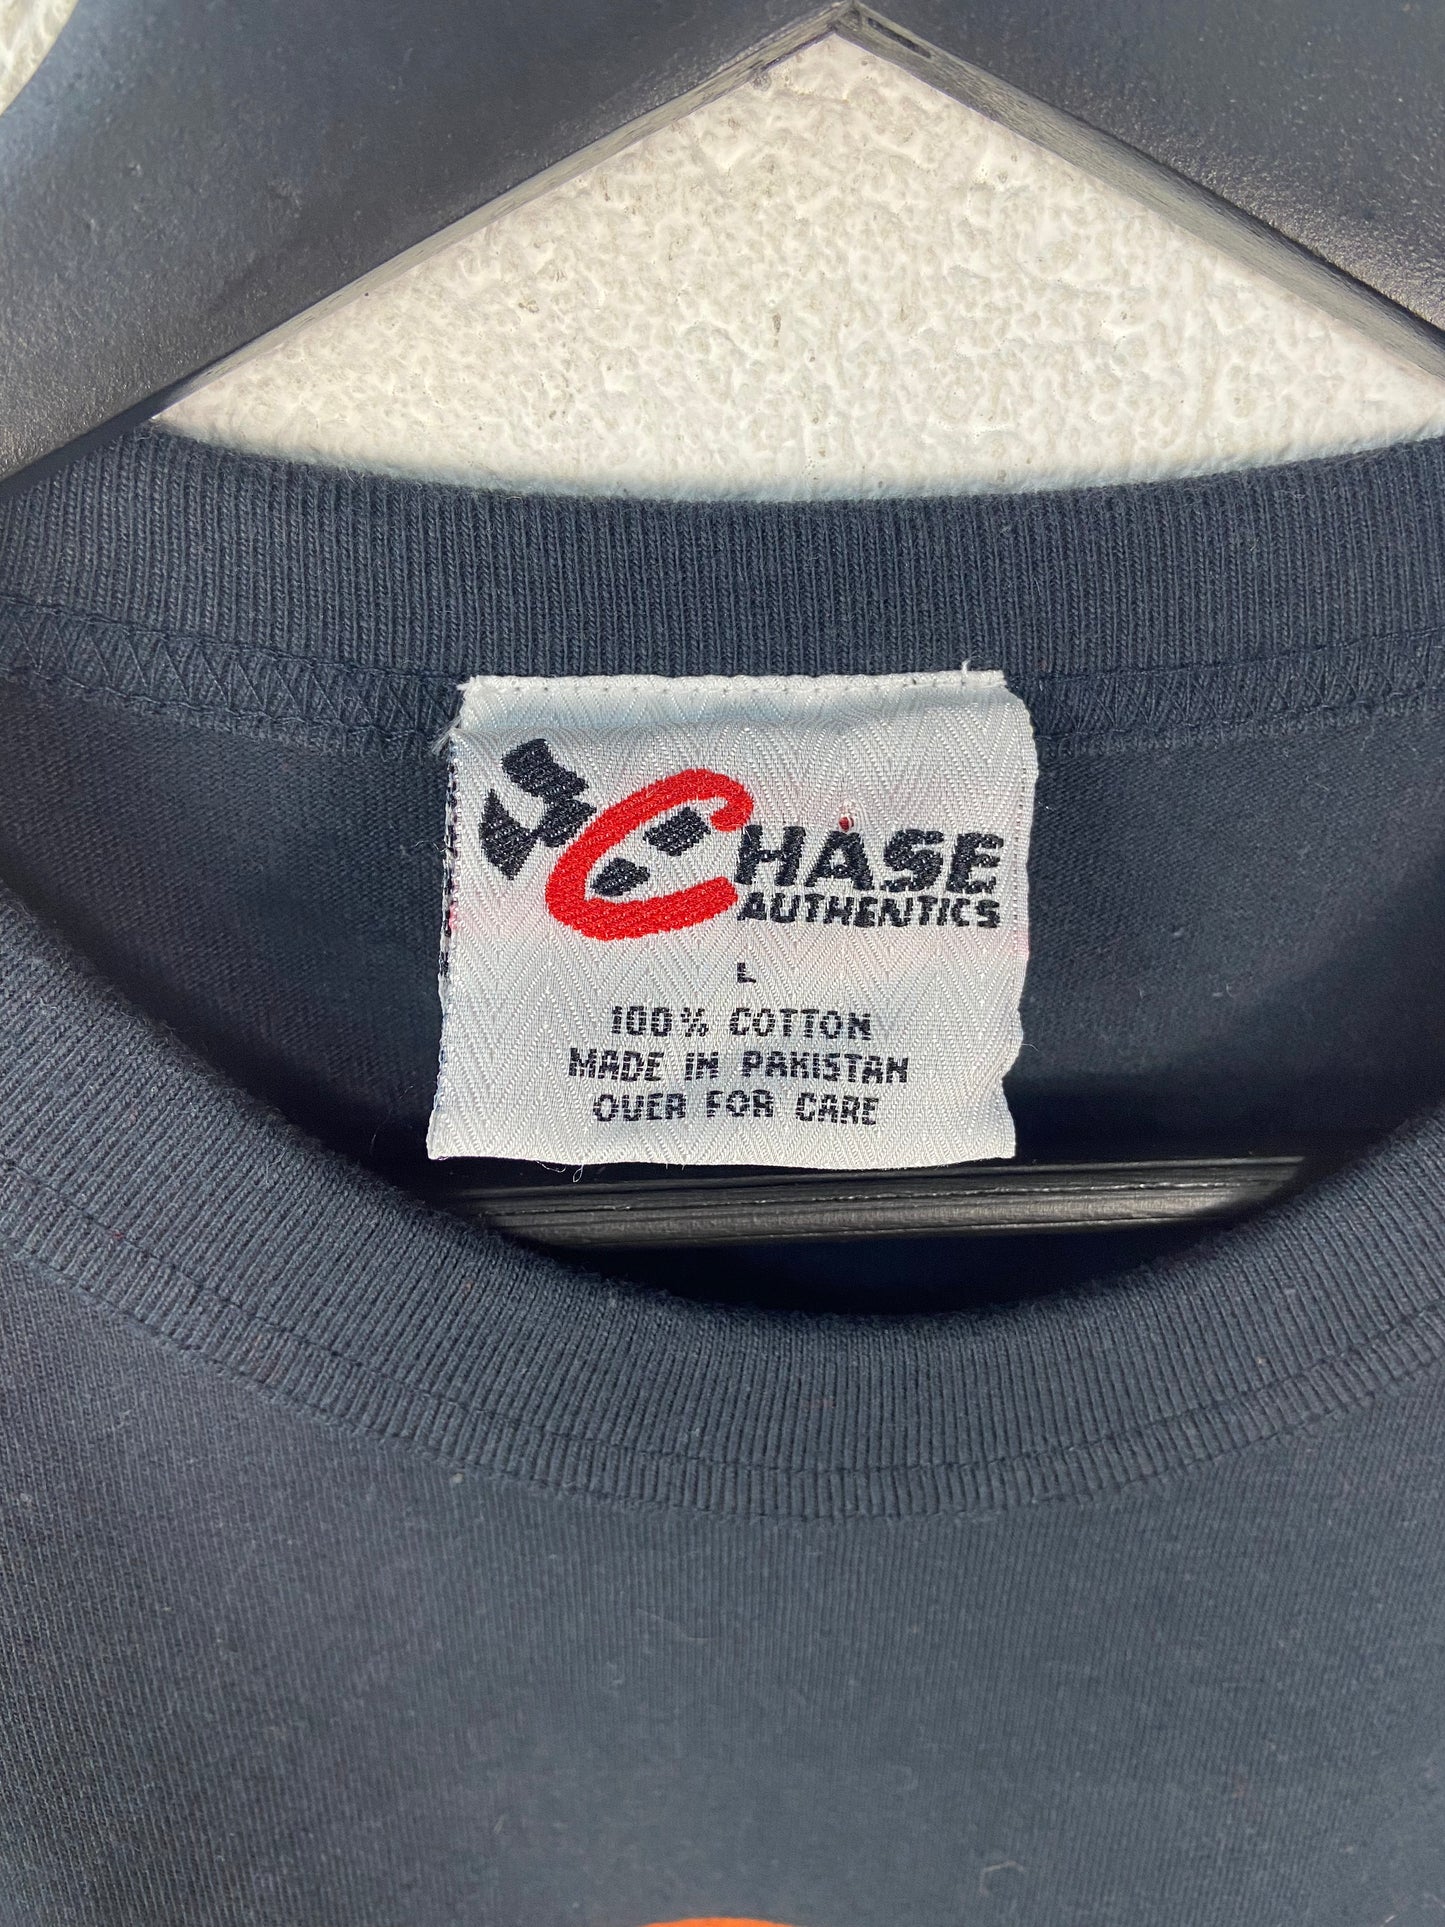 CHASE
AUTHENTICS
L
100% COTTON
MADE IN PAKISTAN
OVER FOR CARE